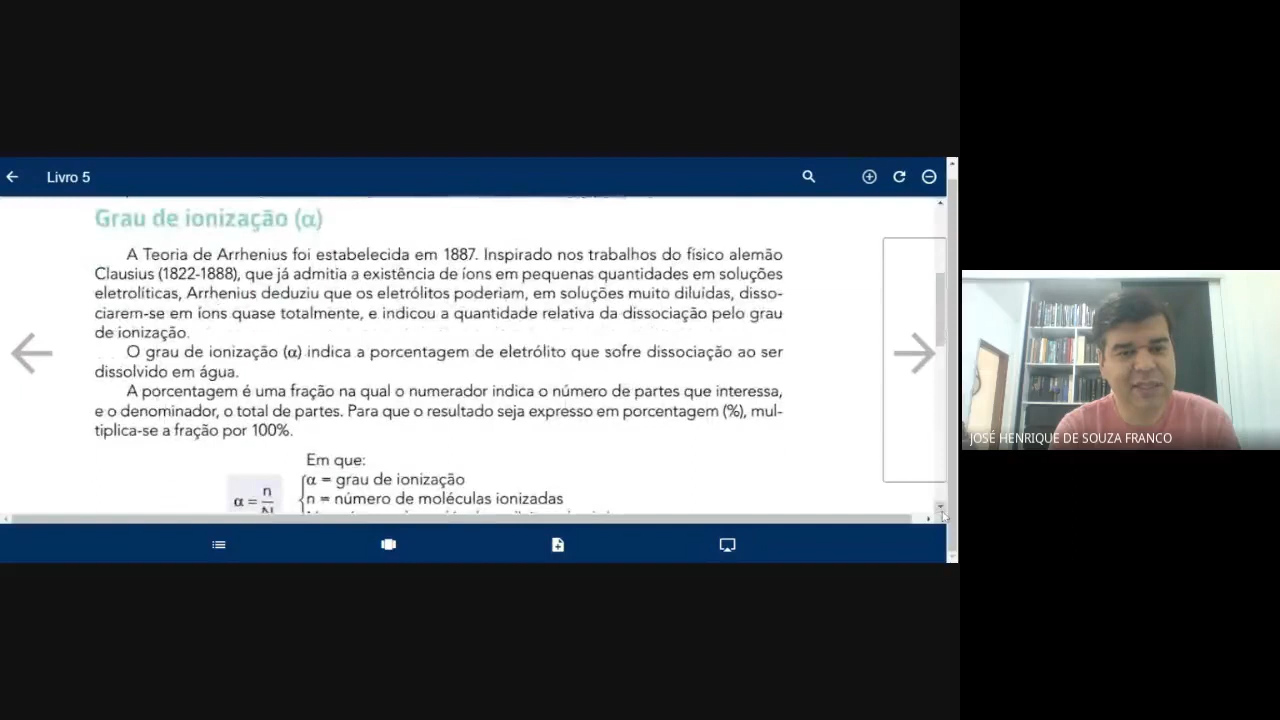 Livro 5
Grau de ionização (α)
A Teoria de Arrhenius foi estabelecida em 1887. Inspirado nos trabalhos do físico alemão
Clausius (1822-1888), que já admitia a existência de íons em pequenas quantidades em soluções
eletrolíticas, Arrhenius deduziu que os eletrólitos poderiam, em soluções muito diluídas, disso-
ciarem-se em íons quase totalmente, e indicou a quantidade relativa da dissociação pelo grau
de ionização.
O grau de ionização (α) indica a porcentagem de eletrólito que sofre dissociação ao ser
dissolvido em água.
A porcentagem é uma fração na qual o numerador indica o número de partes que interessa,
e o denominador, o total de partes. Para que o resultado seja expresso em porcentagem (%), mul-
tiplica-se a fração por 100%.
Em que:
α = grau de ionização
n = número de moléculas ionizadas
α = n
JOSÉ HENRIQUE DE SOUZA FRANCO